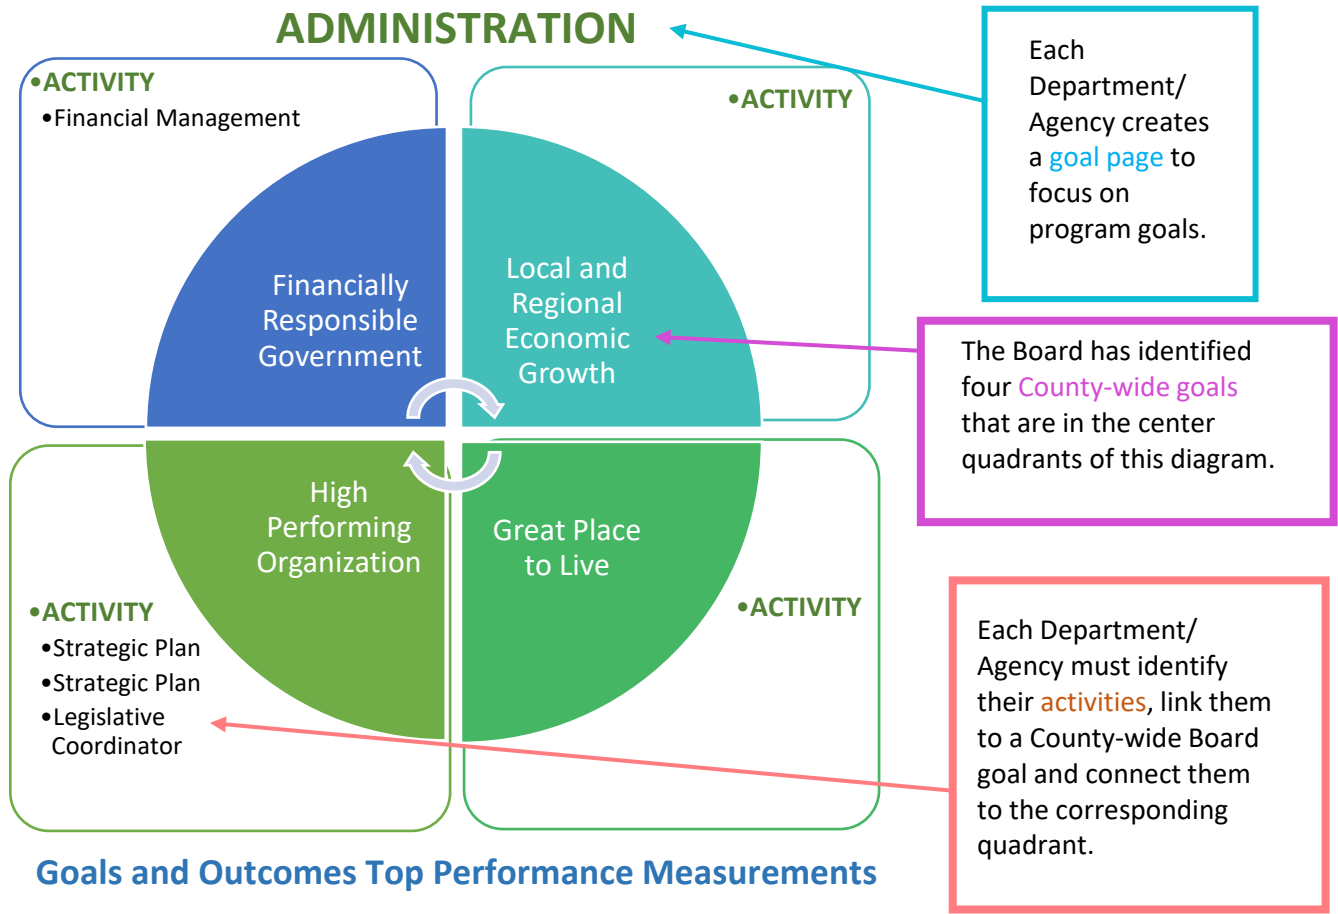 ADMINISTRATION
•ACTIVITY
•Financial Management
•ACTIVITY
Financially
Responsible
Government
Local and
Regional
Economic
Growth
High
Performing
Organization
Great Place
to Live
•ACTIVITY
•Strategic Plan
•Strategic Plan
•Legislative
Coordinator
•ACTIVITY
Goals and Outcomes Top Performance Measurements
Each
Department/
Agency creates
a goal page to
focus on
program goals.
The Board has identified
four County-wide goals
that are in the center
quadrants of this diagram.
Each Department/
Agency must identify
their activities, link them
to a County-wide Board
goal and connect them
to the corresponding
quadrant.